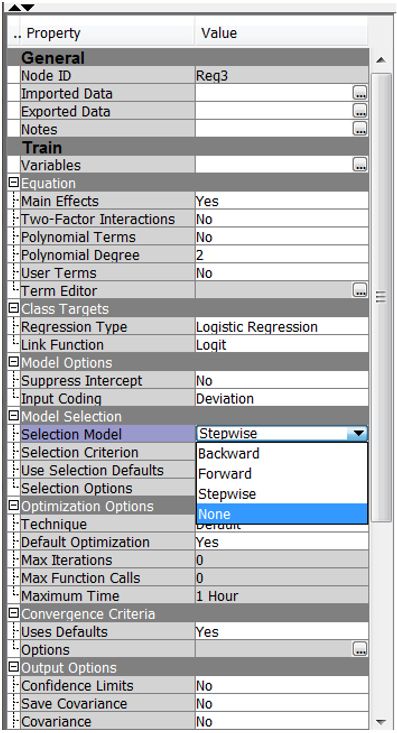 .. Property Value
General
Node ID Reg3
Imported Data ...
Exported Data ...
Notes ...
Train
Variables ...
Equation
Main Effects Yes
Two-Factor Interactions No
Polynomial Terms No
Polynomial Degree 2
User Terms No
Term Editor ...
Class Targets
Regression Type Logistic Regression
Link Function Logit
Model Options
Suppress Intercept No
Input Coding Deviation
Model Selection
Selection Model Stepwise
Selection Criterion Backward
Use Selection Defaults Forward
Selection Options Stepwise
Optimization Options None
Technique Default
Default Optimization Yes
Max Iterations 0
Max Function Calls 0
Maximum Time 1 Hour
Convergence Criteria
Uses Defaults Yes
Options ...
Output Options
Confidence Limits No
Save Covariance No
Covariance No